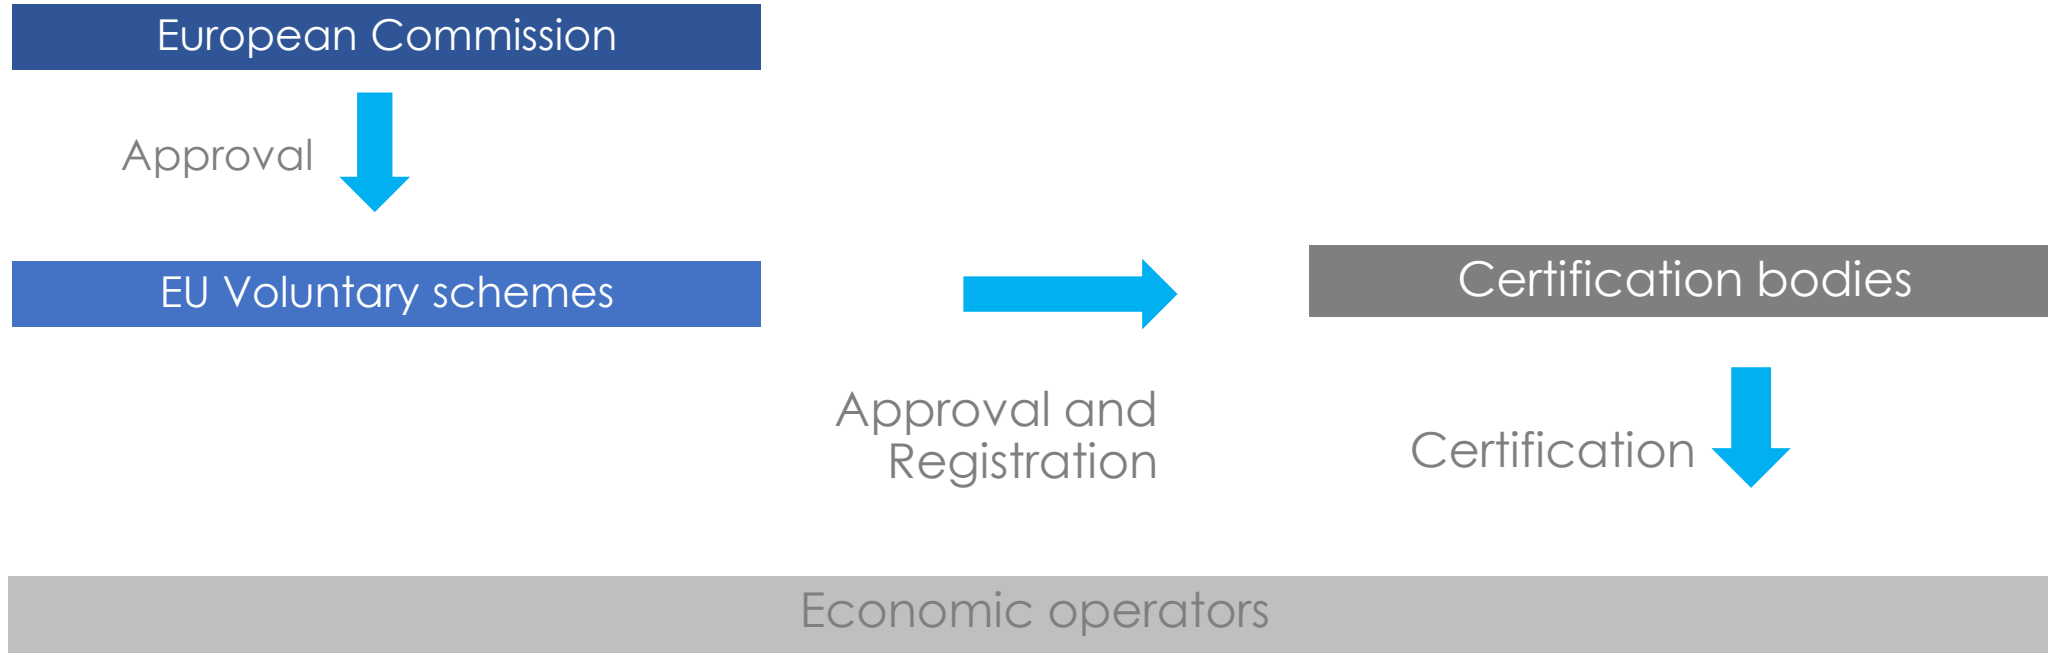 European Commission
Approval
EU Voluntary schemes
Certification bodies
Approval and
Registration
Certification
Economic operators